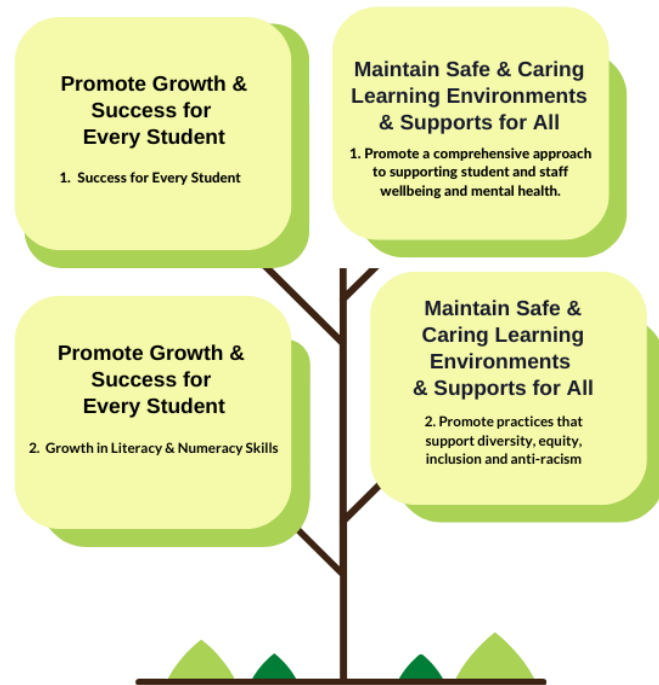 Promote Growth &
Success for
Every Student
1. Success for Every Student
Maintain Safe & Caring
Learning Environments
& Supports for All
1. Promote a comprehensive approach
to supporting student and staff
wellbeing and mental health.
Promote Growth &
Success for
Every Student
2. Growth in Literacy & Numeracy Skills
Maintain Safe &
Caring Learning
Environments
& Supports for All
2. Promote practices that
support diversity, equity,
inclusion and anti-racism